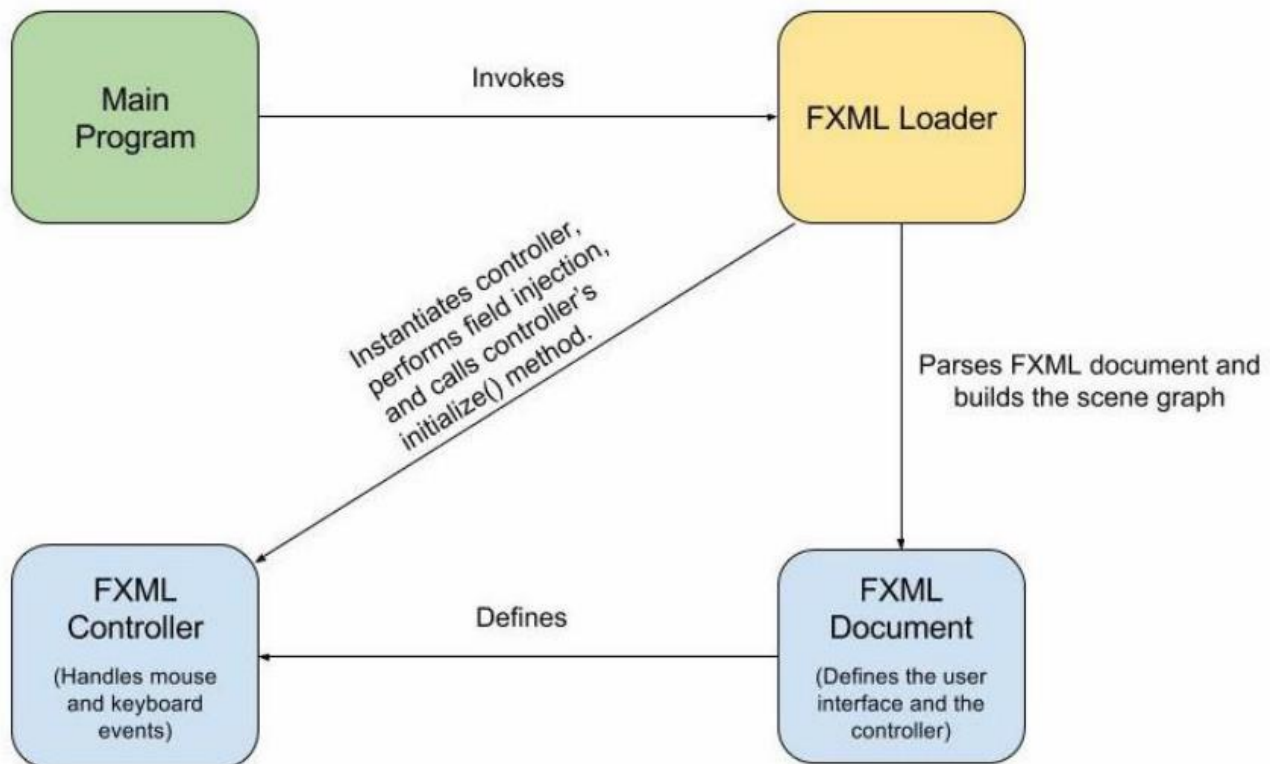 Main
Program
Invokes
FXML Loader
Instantiates controller,
performs field injection,
and calls controller's
initialize() method.
Parses FXML document and
builds the scene graph
FXML
Controller
(Handles mouse
and keyboard
events)
Defines
FXML
Document
(Defines the user
interface and the
controller)